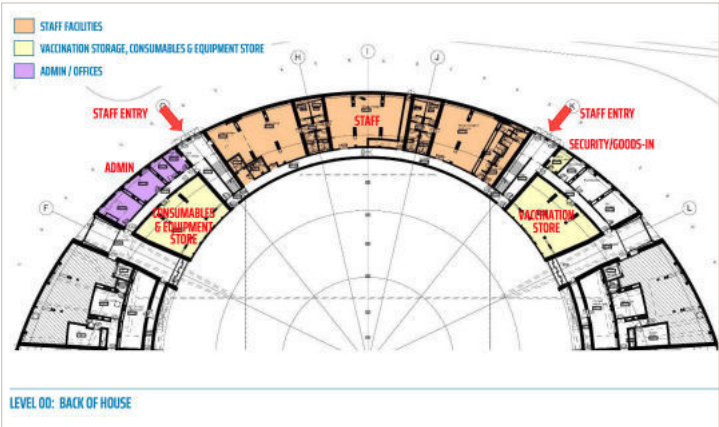 STAFF FACILITIES
VACCINATION STORAGE, CONSUMABLES & EQUIPMENT STORE
ADMIN / OFFICES
H
I
J
STAFF ENTRY
G
K
STAFF ENTRY
STAFF
SECURITY/GOODS-IN
ADMIN
F
CONSUMABLES
& EQUIPMENT
STORE
VACCINATION
STORE
L
LEVEL 00: BACK OF HOUSE